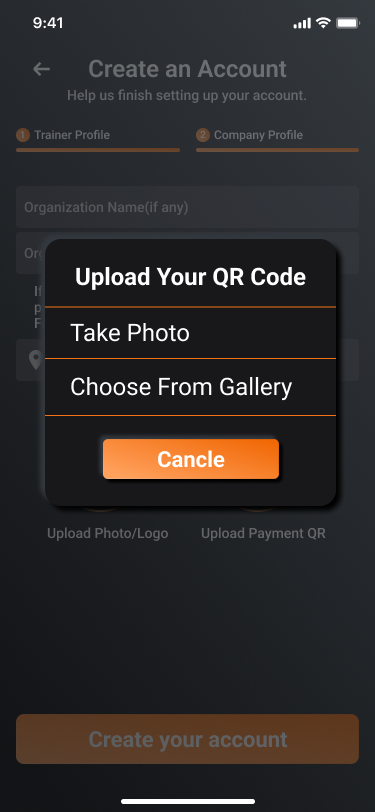 9:41
Create an Account
Help us finish setting up your account.
1 Trainer Profile
2 Company Profile
Organization Name(if any)
Upload Your QR Code
Take Photo
Choose From Gallery
Cancle
Upload Photo/Logo
Upload Payment QR
Create your account